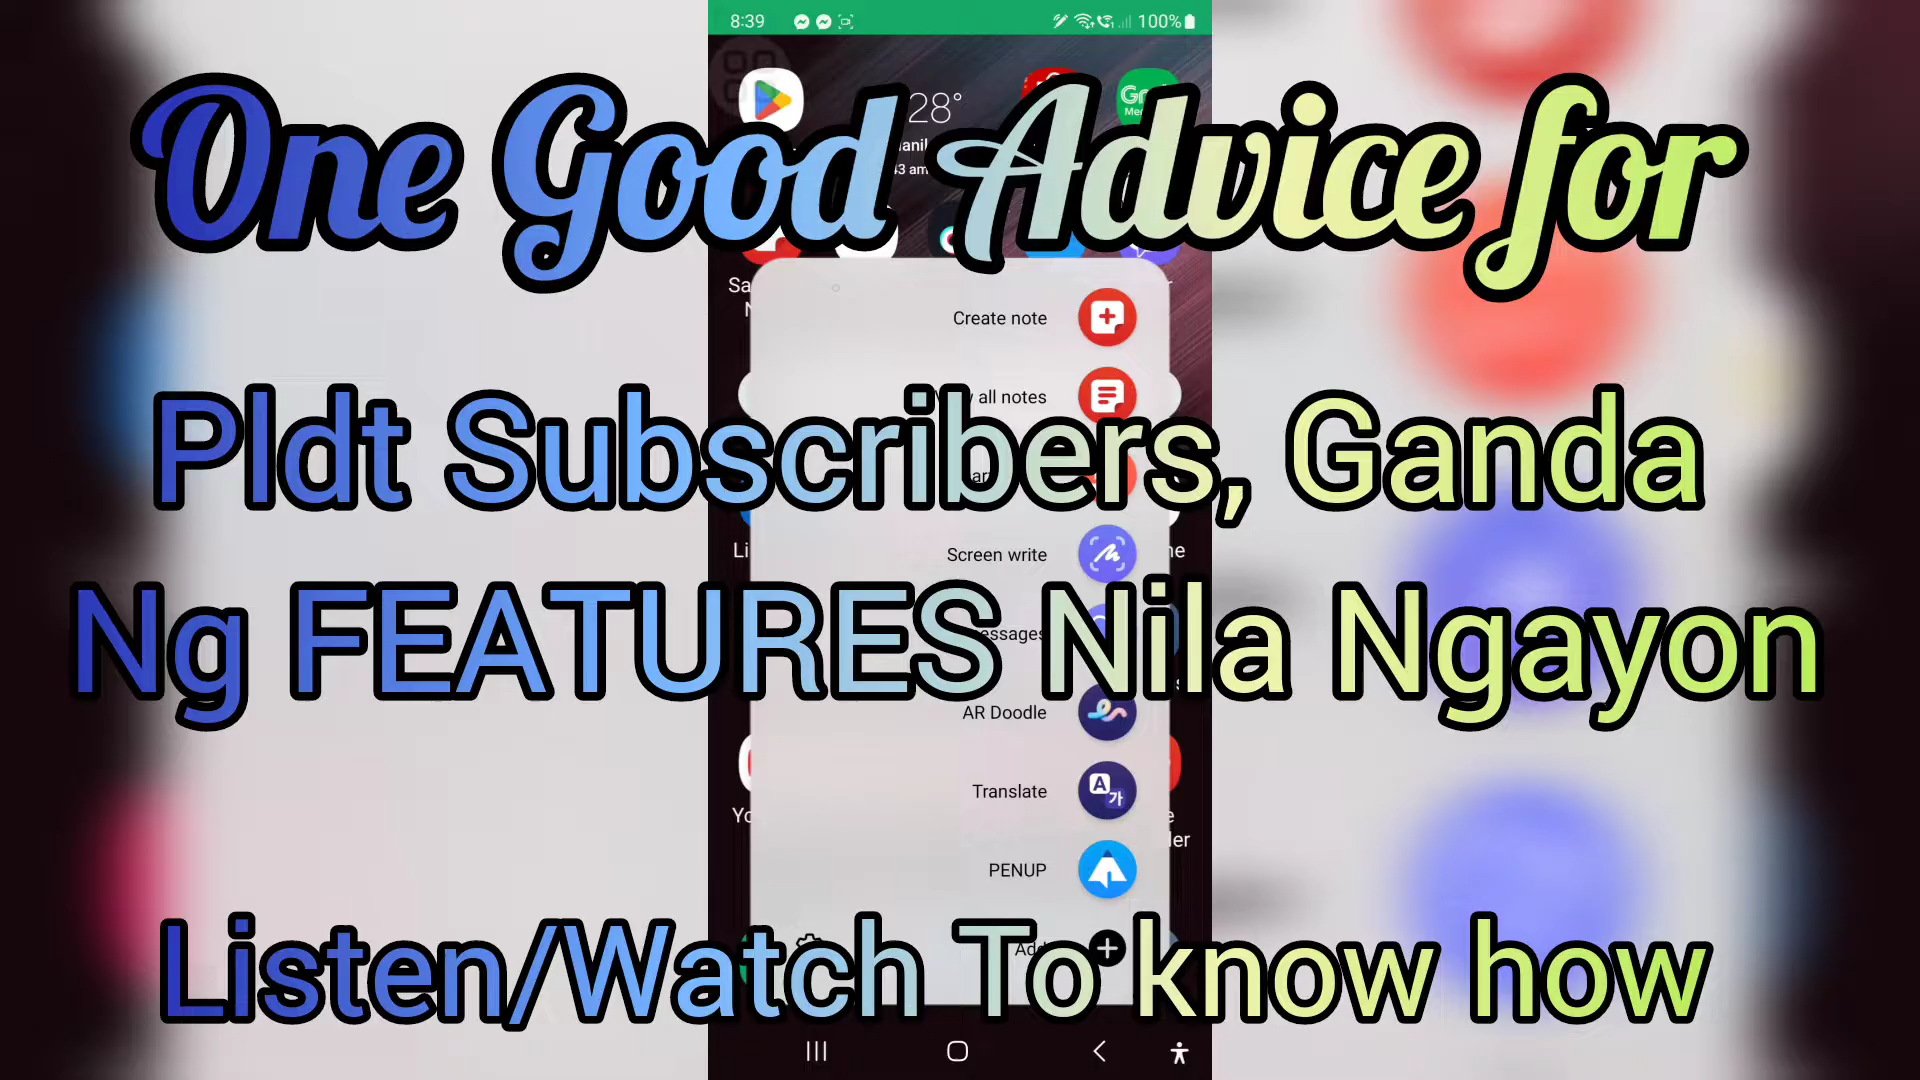 8:39 100%
One Good Advice for
28°
Create note
all notes
Pldt Subscribers, Ganda
Screen write
Ng FEATURES Nila Ngayon
AR Doodle
Translate
PENUP
Listen/Watch To know how
Add